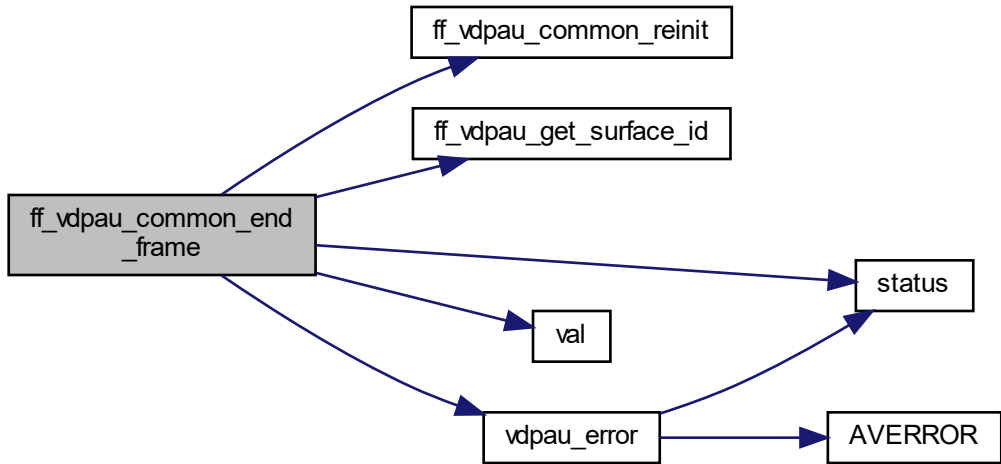 ff_vdpau_common_reinit
ff_vdpau_get_surface_id
ff_vdpau_common_end
_frame
status
val
vdpau_error
AVERROR